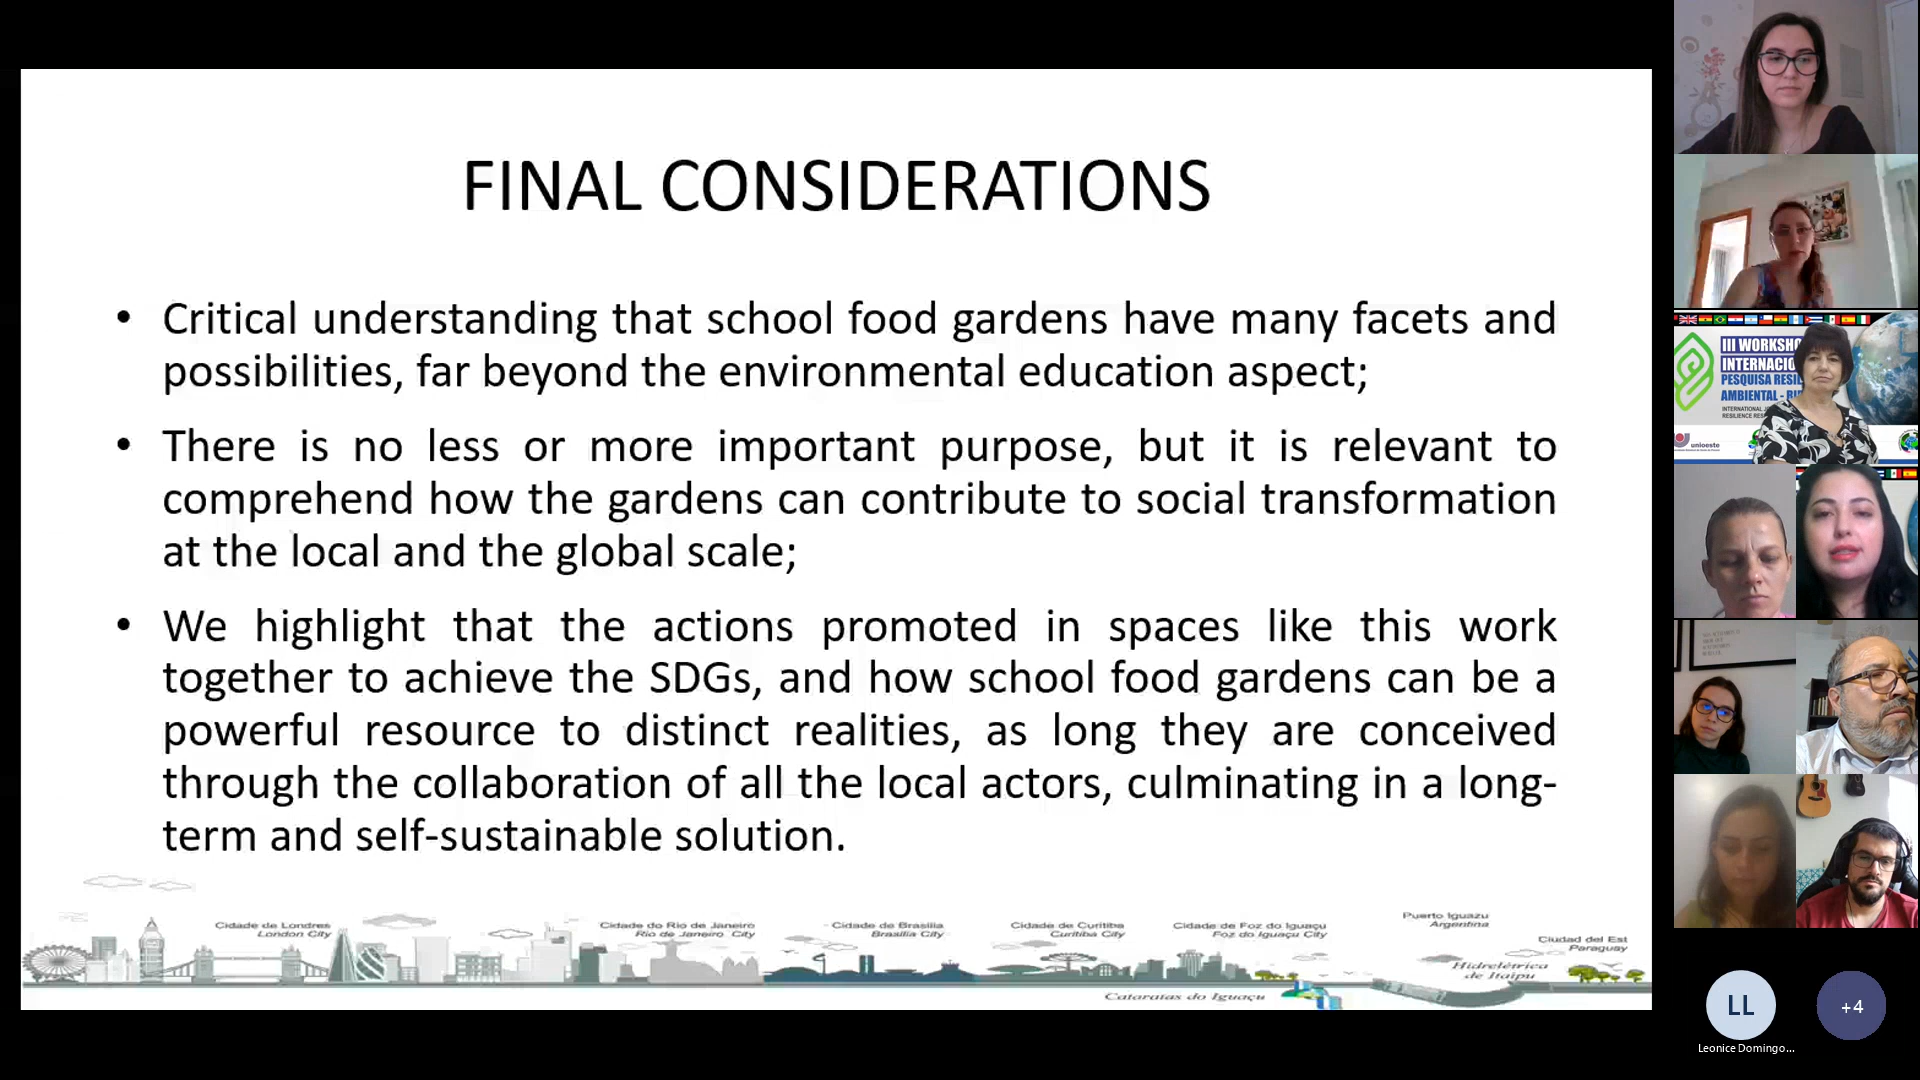 FINAL CONSIDERATIONS
• Critical understanding that school food gardens have many facets and
possibilities, far beyond the environmental education aspect;
• There is no less or more important purpose, but it is relevant to
comprehend how the gardens can contribute to social transformation
at the local and the global scale;
• We highlight that the actions promoted in spaces like this work
together to achieve the SDGs, and how school food gardens can be a
powerful resource to distinct realities, as long they are conceived
through the collaboration of all the local actors, culminating in a long-
term and self-sustainable solution.
Cidade de Londres
London City
Cidade do Rio de Janeiro
Rio de Janeiro City
Cidade de Brasília
Brasília City
Cidade de Curitiba
Curitiba City
Cidade de Foz do Iguaçu
Foz do Iguaçu City
Puerto Iguazu
Argentina
Ciudad del Est
Paraguay
Hidrelétrica
de Itaipu
Cataratas do Iguaçu
III WORKSHO
INTERNACIO
PESQUISA RESI
AMBIENTAL -
INTERNATIONAL
RESILIENCE
unioeste
LL
+4
Leonice Domingo...